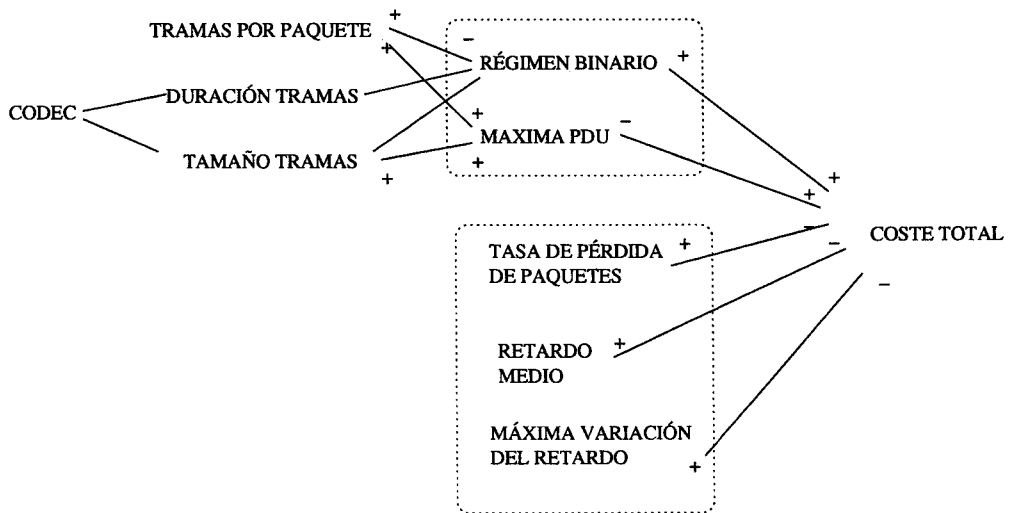 TRAMAS POR PAQUETE
+
+
−
RÉGIMEN BINARIO
+
DURACIÓN TRAMAS
CODEC
+
MAXIMA PDU
−
TAMAÑO TRAMAS
+
+
+
+
−
COSTE TOTAL
−
−
TASA DE PÉRDIDA
DE PAQUETES
+
RETARDO
MEDIO
+
MÁXIMA VARIACIÓN
DEL RETARDO
+